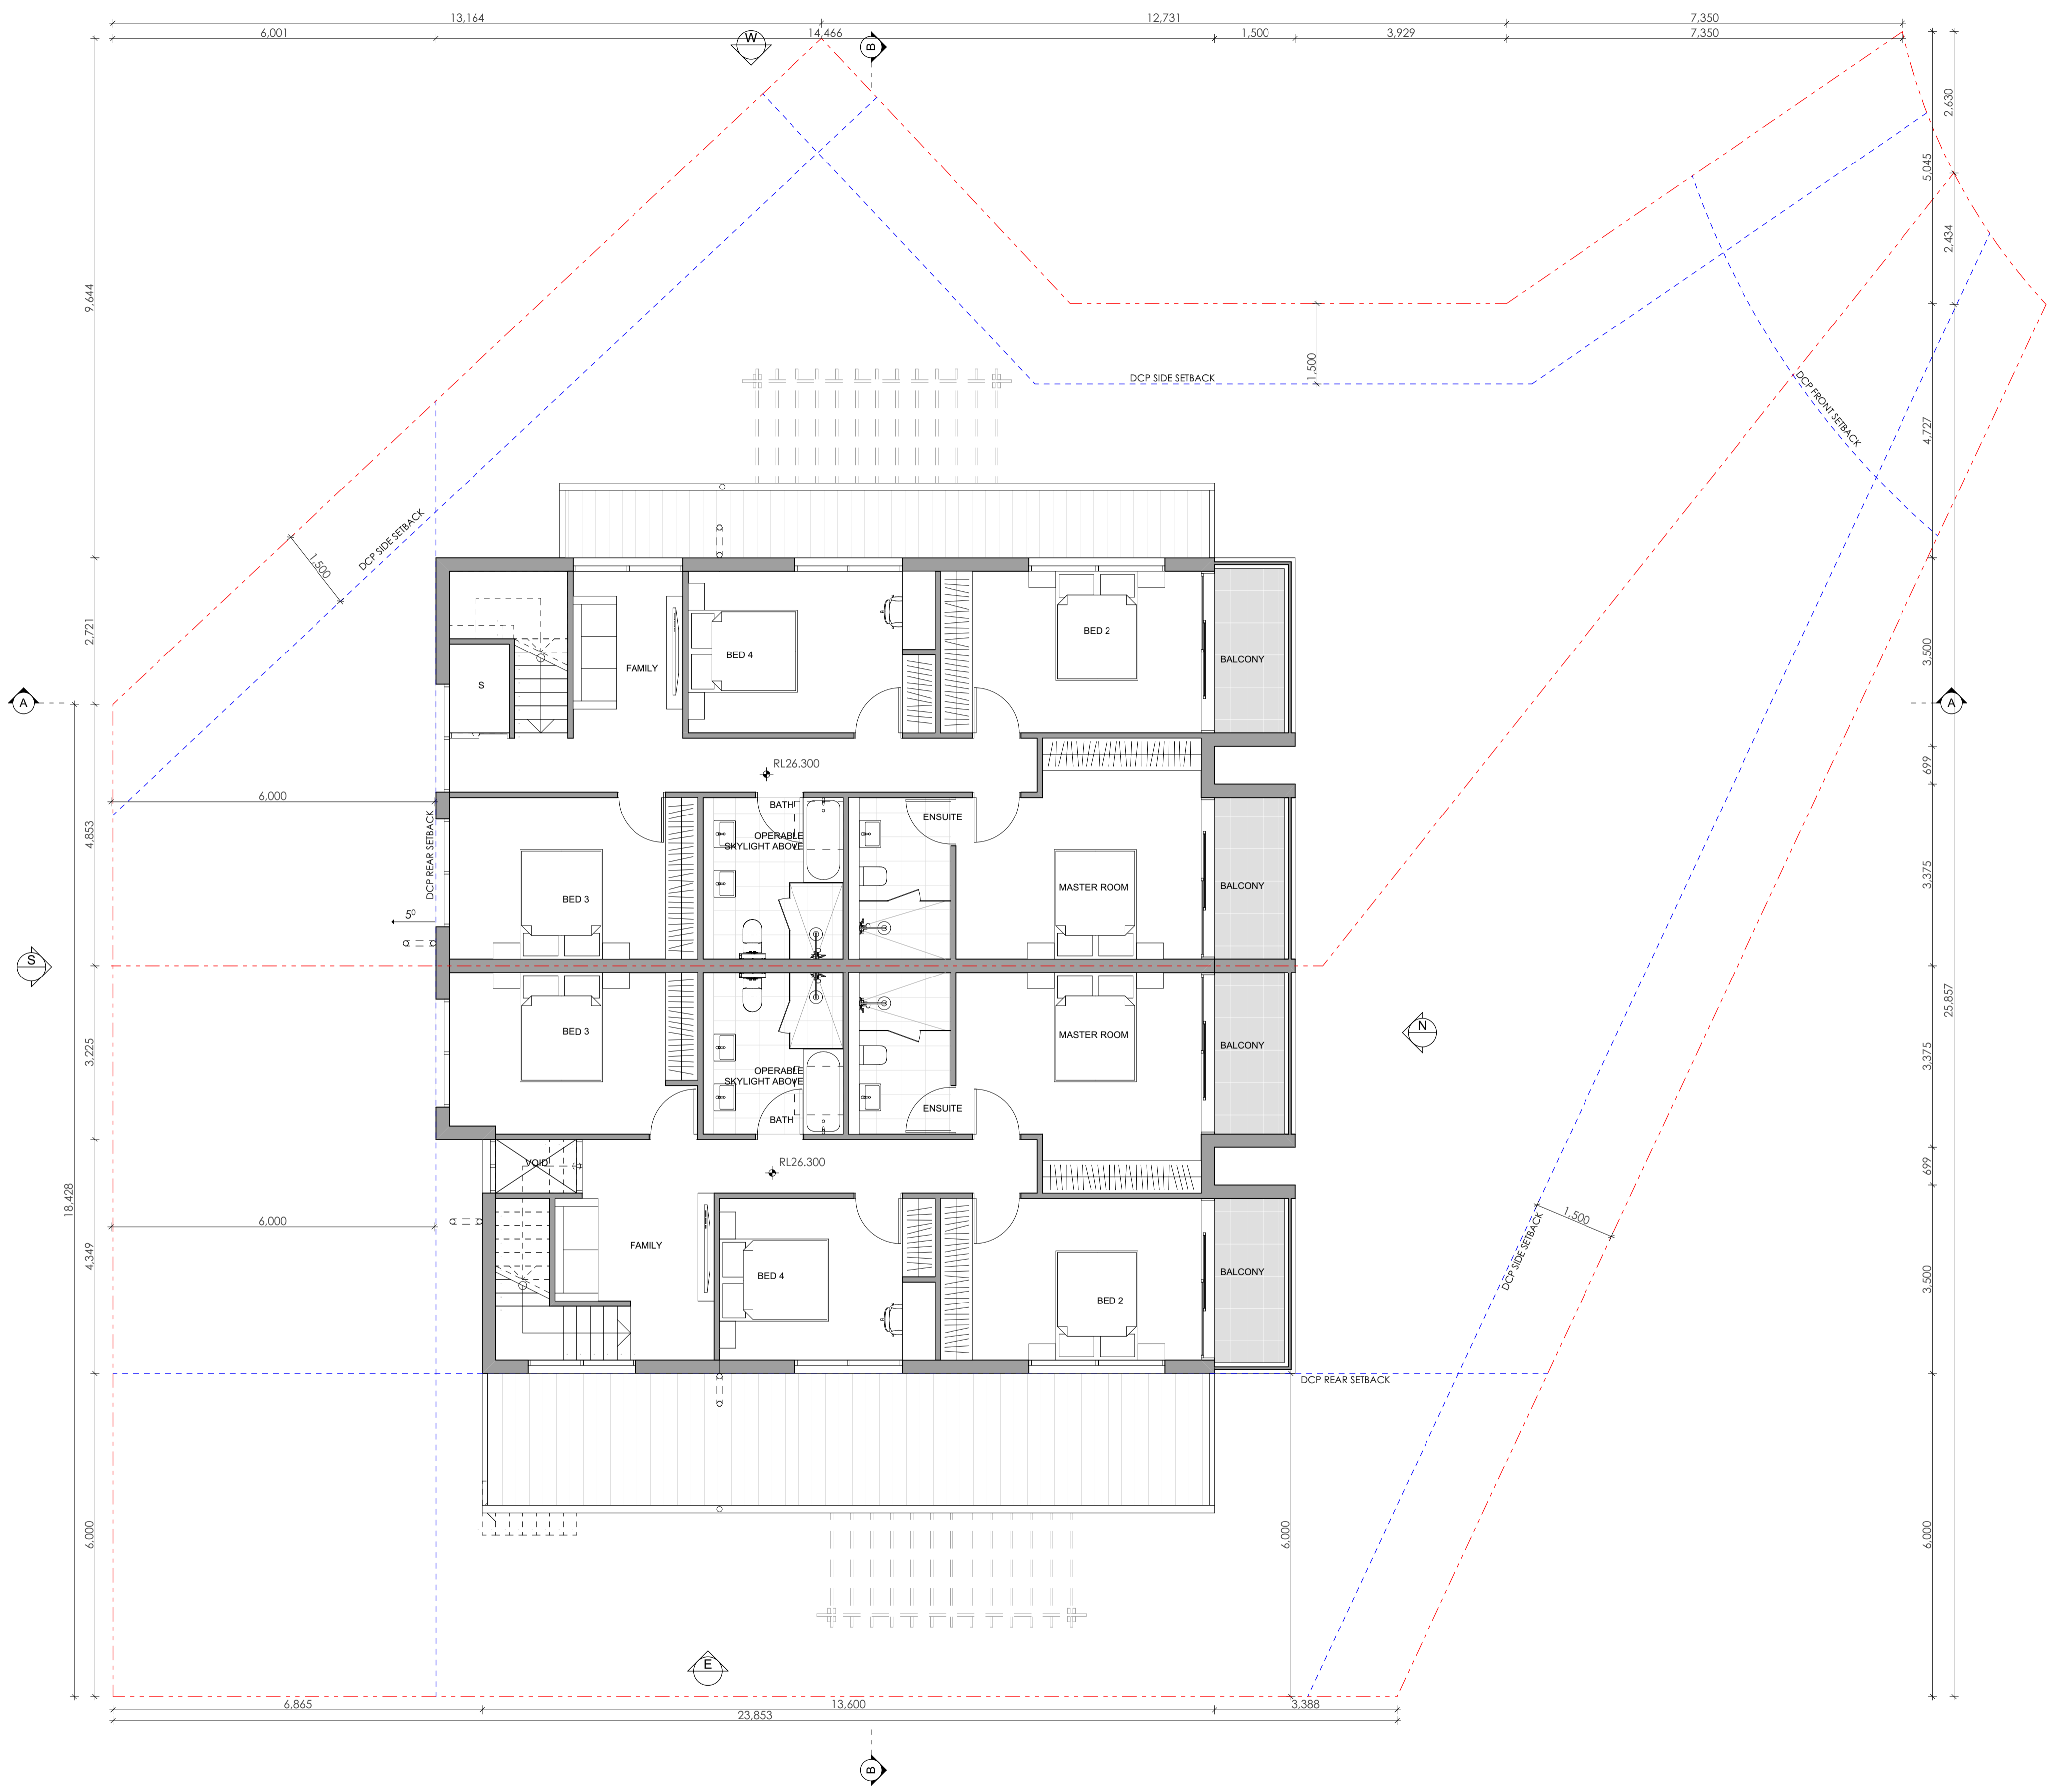 13,164
12,731
7,350
6,001
14,466
1,500
3,929
7,350
W
B
2,630
5,045
9,644
2,434
1,500
DCP SIDE SETBACK
DCP FRONT SETBACK
4,727
DCP SIDE SETBACK
1,500
2,721
BED 2
3,500
BED 4
FAMILY
BALCONY
S
A
A
RL26.300
699
6,000
BATH
ENSUITE
4,853
DCP REAR SETBACK
OPERABLE
SKYLIGHT ABOVE
3,375
MASTER ROOM
BALCONY
BED 3
5⁰
S
25,857
BED 3
MASTER ROOM
BALCONY
N
3,225
3,375
OPERABLE
SKYLIGHT ABOVE
ENSUITE
BATH
VOID
RL26.300
699
18,428
6,000
1,500
DCP SIDE SETBACK
4,349
FAMILY
BED 4
BALCONY
3,500
BED 2
DCP REAR SETBACK
6,000
6,000
6,000
E
6,865
13,600
3,388
23,853
B